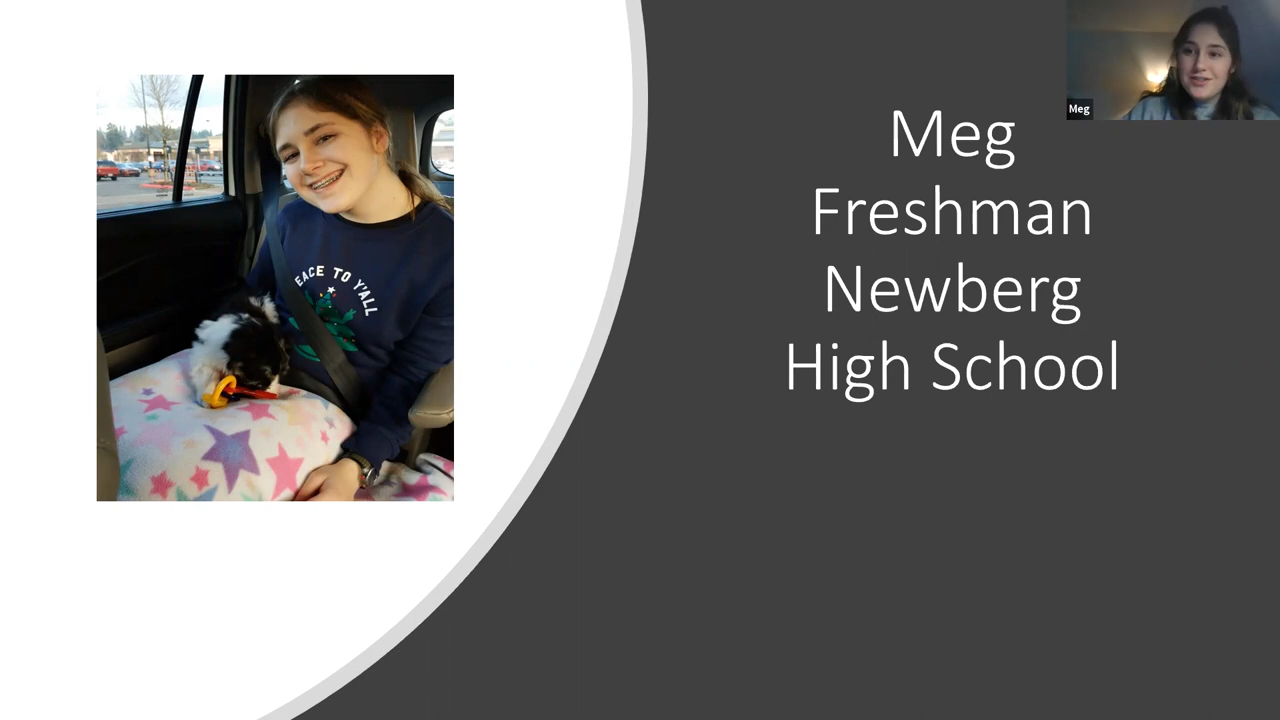 EACE TO Y'ALL
Meg
Freshman
Newberg
High School
Meg